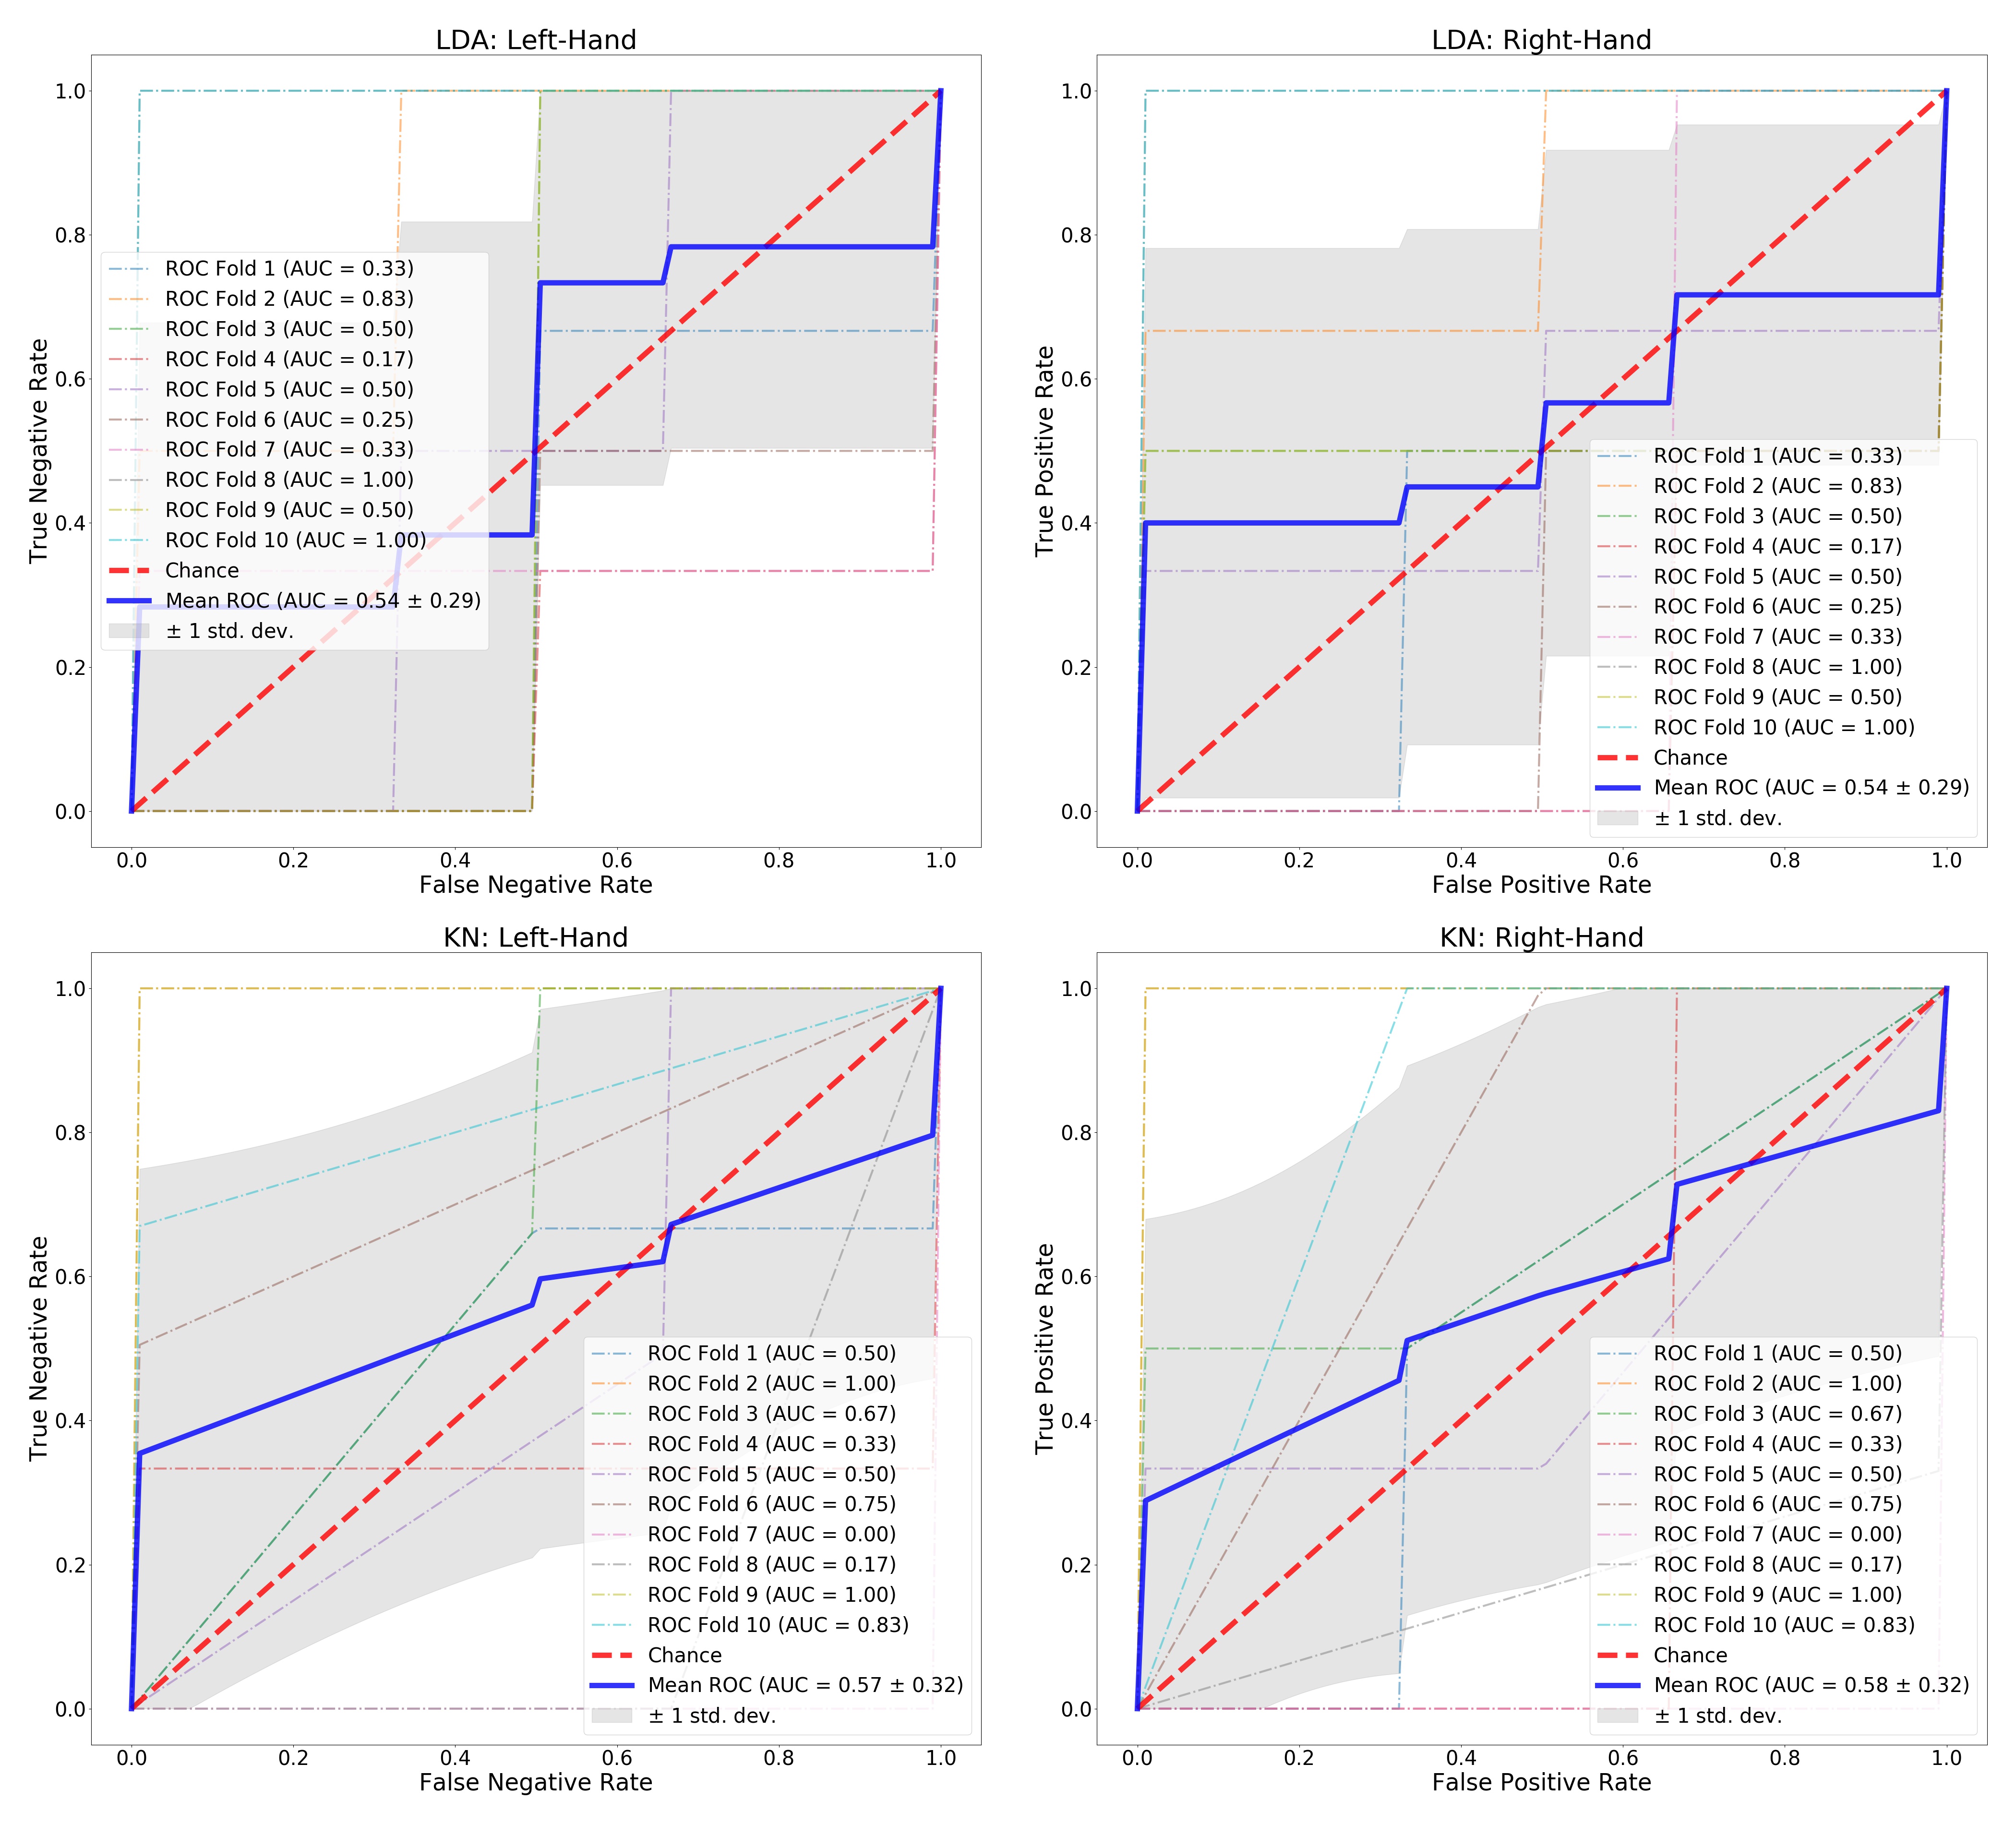 LDA: Left-Hand
True Negative Rate
1.0
0.8
0.6
0.4
0.2
0.0
ROC Fold 1 (AUC = 0.33)
ROC Fold 2 (AUC = 0.83)
ROC Fold 3 (AUC = 0.50)
ROC Fold 4 (AUC = 0.17)
ROC Fold 5 (AUC = 0.50)
ROC Fold 6 (AUC = 0.25)
ROC Fold 7 (AUC = 0.33)
ROC Fold 8 (AUC = 1.00)
ROC Fold 9 (AUC = 0.50)
ROC Fold 10 (AUC = 1.00)
Chance
Mean ROC (AUC = 0.54 ± 0.29)
± 1 std. dev.
0.0 0.2 0.4 0.6 0.8 1.0
False Negative Rate
LDA: Right-Hand
True Positive Rate
1.0
0.8
0.6
0.4
0.2
0.0
ROC Fold 1 (AUC = 0.33)
ROC Fold 2 (AUC = 0.83)
ROC Fold 3 (AUC = 0.50)
ROC Fold 4 (AUC = 0.17)
ROC Fold 5 (AUC = 0.50)
ROC Fold 6 (AUC = 0.25)
ROC Fold 7 (AUC = 0.33)
ROC Fold 8 (AUC = 1.00)
ROC Fold 9 (AUC = 0.50)
ROC Fold 10 (AUC = 1.00)
Chance
Mean ROC (AUC = 0.54 ± 0.29)
± 1 std. dev.
0.0 0.2 0.4 0.6 0.8 1.0
False Positive Rate
KN: Left-Hand
True Negative Rate
1.0
0.8
0.6
0.4
0.2
0.0
ROC Fold 1 (AUC = 0.50)
ROC Fold 2 (AUC = 1.00)
ROC Fold 3 (AUC = 0.67)
ROC Fold 4 (AUC = 0.33)
ROC Fold 5 (AUC = 0.50)
ROC Fold 6 (AUC = 0.75)
ROC Fold 7 (AUC = 0.00)
ROC Fold 8 (AUC = 0.17)
ROC Fold 9 (AUC = 1.00)
ROC Fold 10 (AUC = 0.83)
Chance
Mean ROC (AUC = 0.57 ± 0.32)
± 1 std. dev.
0.0 0.2 0.4 0.6 0.8 1.0
False Negative Rate
KN: Right-Hand
True Positive Rate
1.0
0.8
0.6
0.4
0.2
0.0
ROC Fold 1 (AUC = 0.50)
ROC Fold 2 (AUC = 1.00)
ROC Fold 3 (AUC = 0.67)
ROC Fold 4 (AUC = 0.33)
ROC Fold 5 (AUC = 0.50)
ROC Fold 6 (AUC = 0.75)
ROC Fold 7 (AUC = 0.00)
ROC Fold 8 (AUC = 0.17)
ROC Fold 9 (AUC = 1.00)
ROC Fold 10 (AUC = 0.83)
Chance
Mean ROC (AUC = 0.58 ± 0.32)
± 1 std. dev.
0.0 0.2 0.4 0.6 0.8 1.0
False Positive Rate